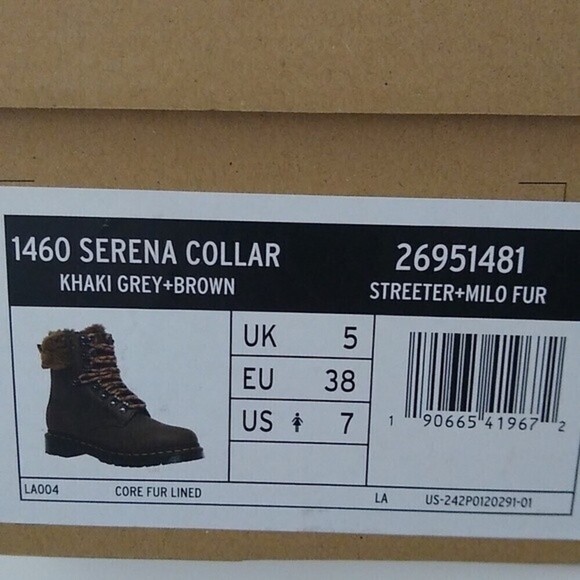 1460 SERENA COLLAR
KHAKI GREY+BROWN
26951481
STREETER+MILO FUR
UK 5
EU 38
US 7
1 90665 41967 2
LA004 CORE FUR LINED
LA US-242P0120291-01